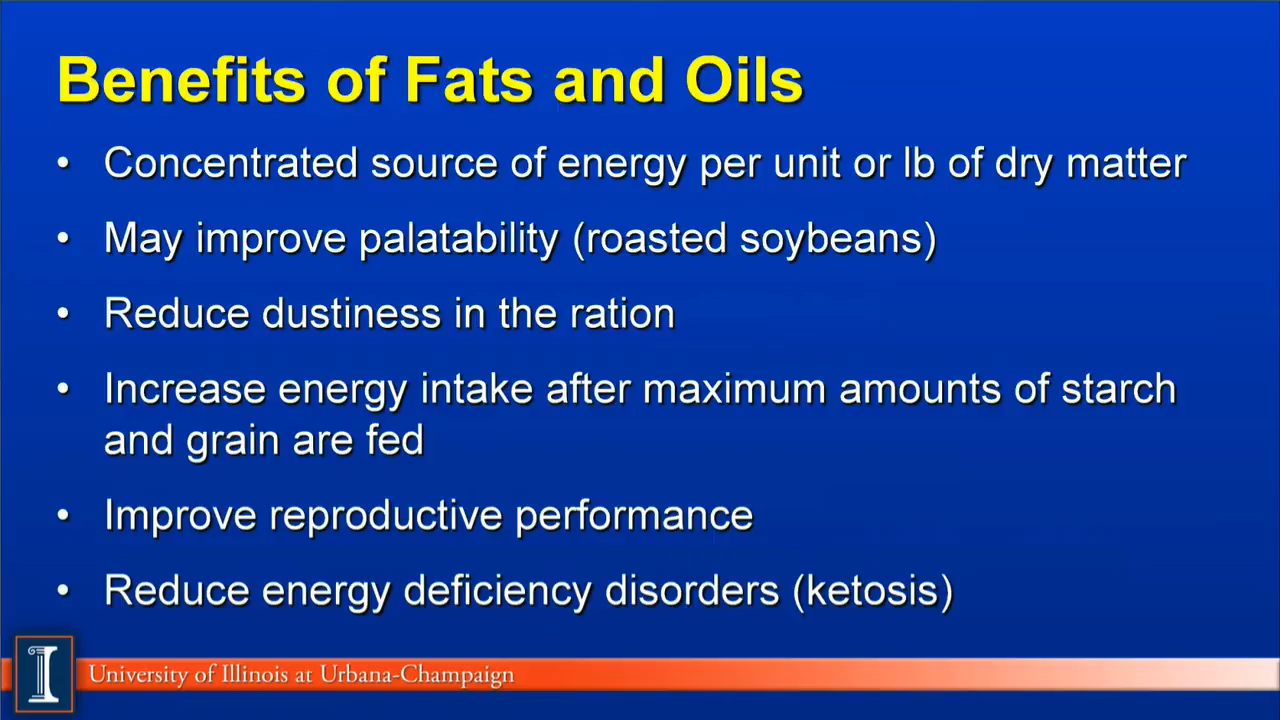 Benefits of Fats and Oils
• Concentrated source of energy per unit or lb of dry matter
• May improve palatability (roasted soybeans)
• Reduce dustiness in the ration
• Increase energy intake after maximum amounts of starch
and grain are fed
• Improve reproductive performance
• Reduce energy deficiency disorders (ketosis)
I
University of Illinois at Urbana-Champaign